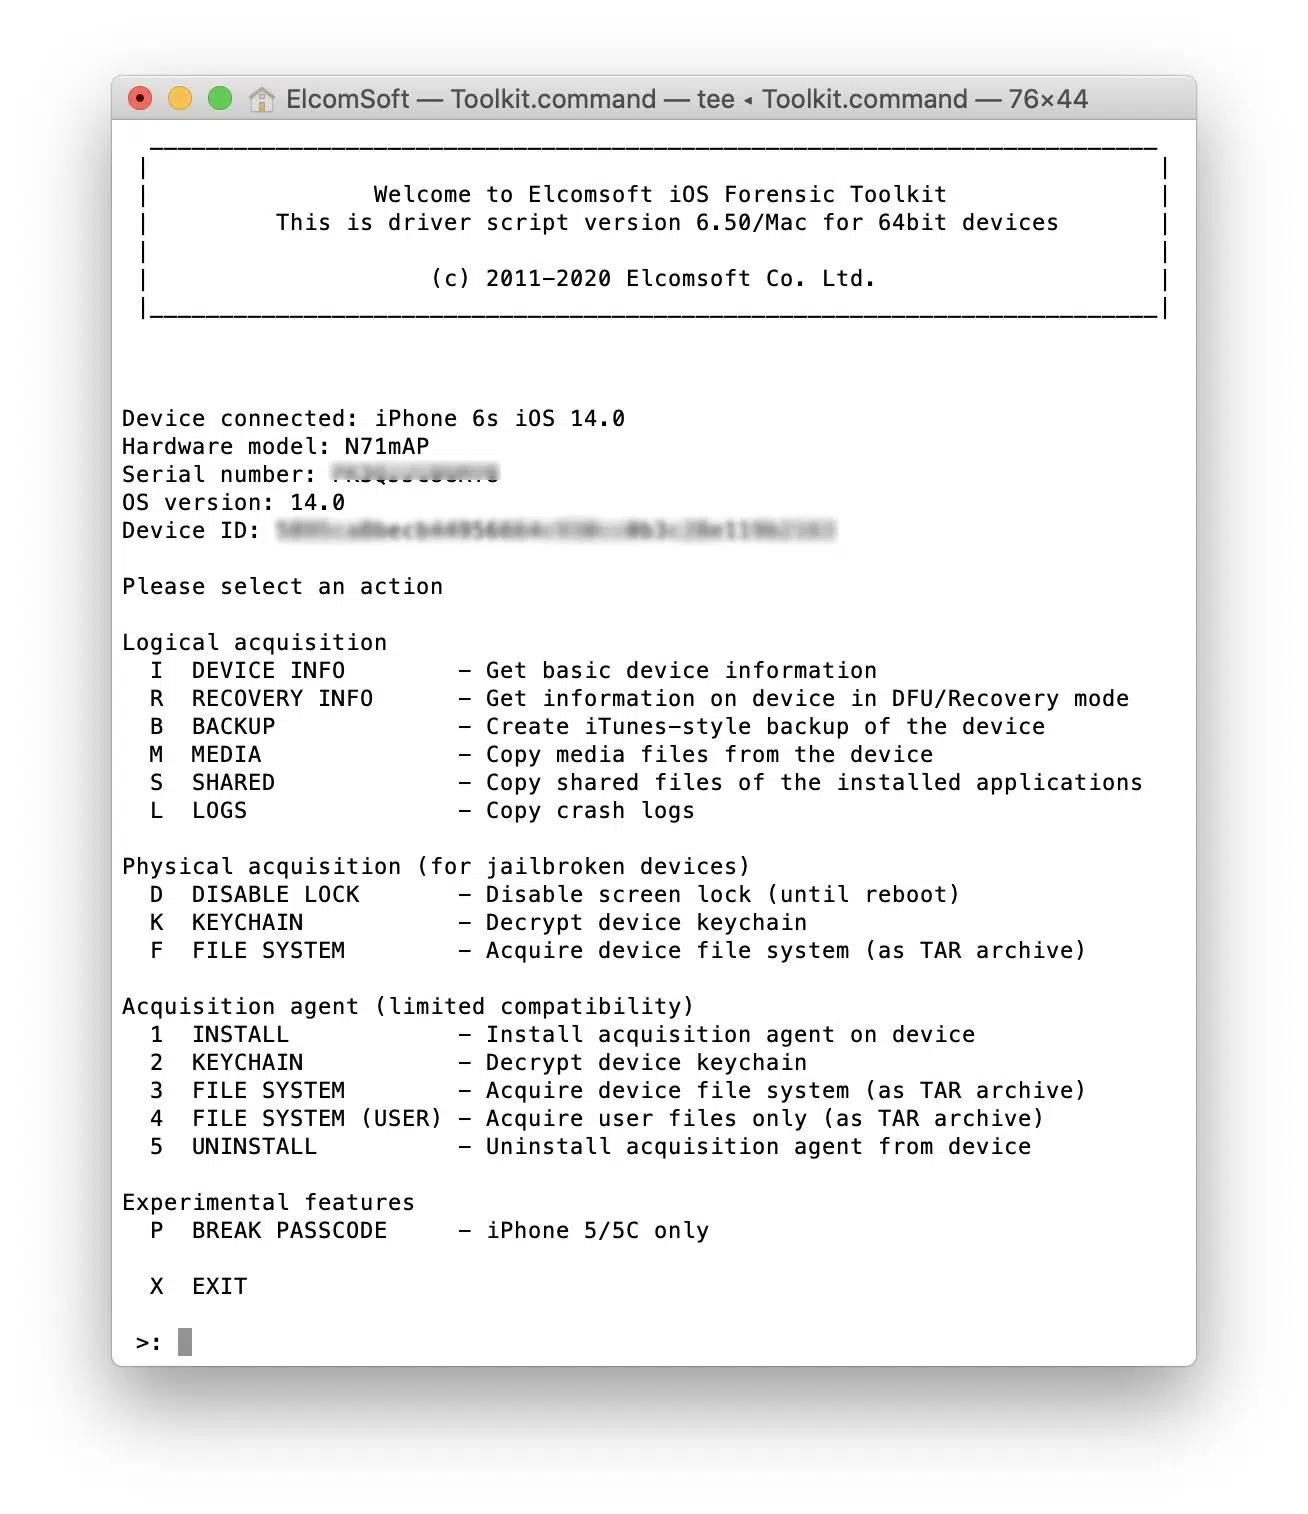 ElcomSoft — Toolkit.command — tee ◂ Toolkit.command — 76×44
Welcome to Elcomsoft iOS Forensic Toolkit
This is driver script version 6.50/Mac for 64bit devices
(c) 2011-2020 Elcomsoft Co. Ltd.
Device connected: iPhone 6s iOS 14.0
Hardware model: N71mAP
Serial number:
OS version: 14.0
Device ID:
Please select an action
Logical acquisition
I DEVICE INFO - Get basic device information
R RECOVERY INFO - Get information on device in DFU/Recovery mode
B BACKUP - Create iTunes-style backup of the device
M MEDIA - Copy media files from the device
S SHARED - Copy shared files of the installed applications
L LOGS - Copy crash logs
Physical acquisition (for jailbroken devices)
D DISABLE LOCK - Disable screen lock (until reboot)
K KEYCHAIN - Decrypt device keychain
F FILE SYSTEM - Acquire device file system (as TAR archive)
Acquisition agent (limited compatibility)
1 INSTALL - Install acquisition agent on device
2 KEYCHAIN - Decrypt device keychain
3 FILE SYSTEM - Acquire device file system (as TAR archive)
4 FILE SYSTEM (USER) - Acquire user files only (as TAR archive)
5 UNINSTALL - Uninstall acquisition agent from device
Experimental features
P BREAK PASSCODE - iPhone 5/5C only
X EXIT
>: